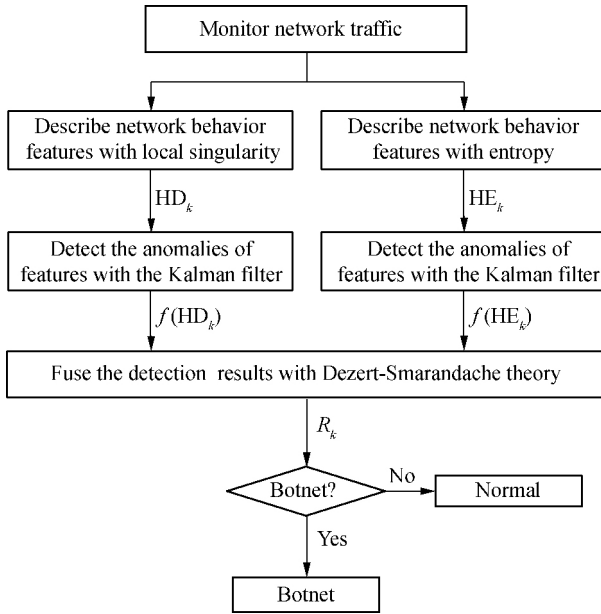 Monitor network traffic
Describe network behavior
features with local singularity
Describe network behavior
features with entropy
HD_k
HE_k
Detect the anomalies of
features with the Kalman filter
Detect the anomalies of
features with the Kalman filter
f(HD_k)
f(HE_k)
Fuse the detection results with Dezert-Smarandache theory
R_k
Botnet?
No
Normal
Yes
Botnet